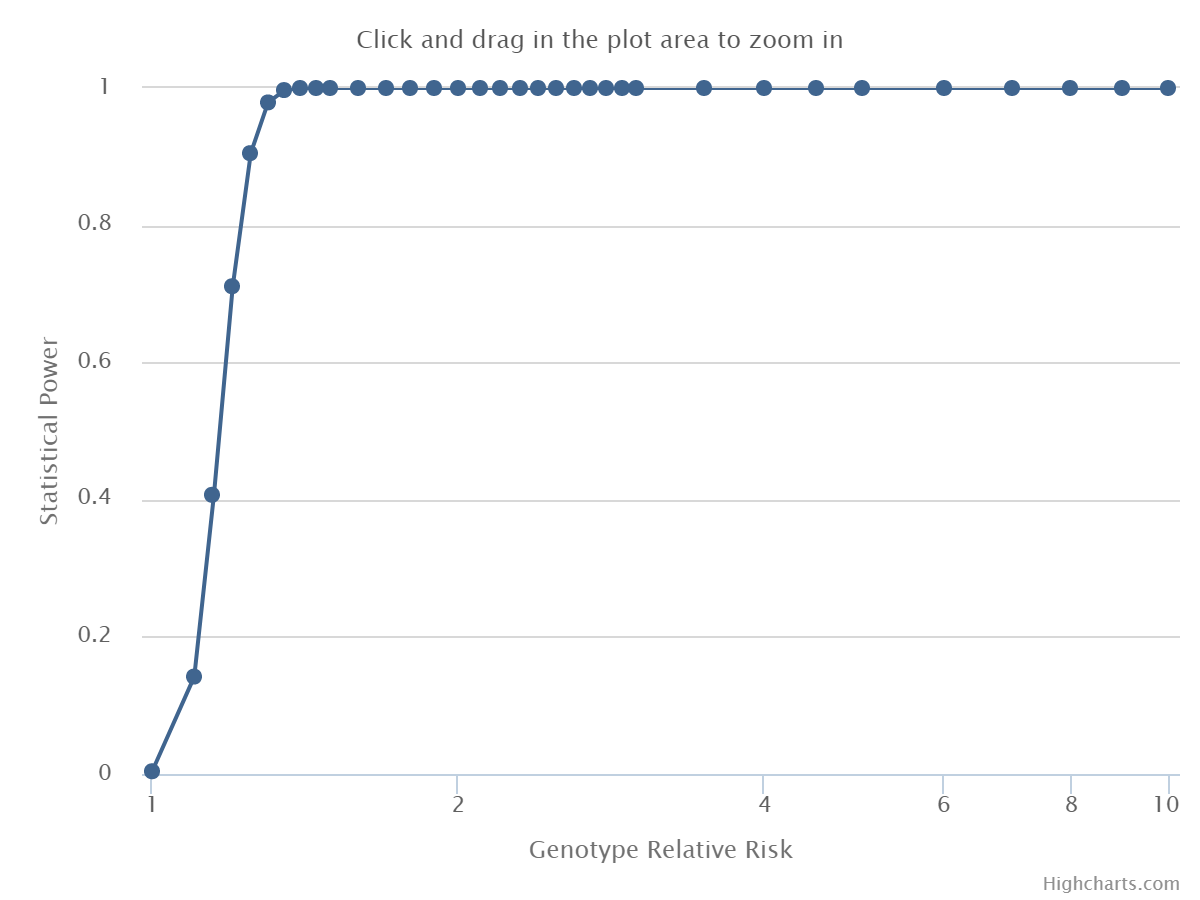 Click and drag in the plot area to zoom in
1
0.8
0.6
0.4
0.2
0
Statistical Power
1 2 4 6 8 10
Genotype Relative Risk
Highcharts.com